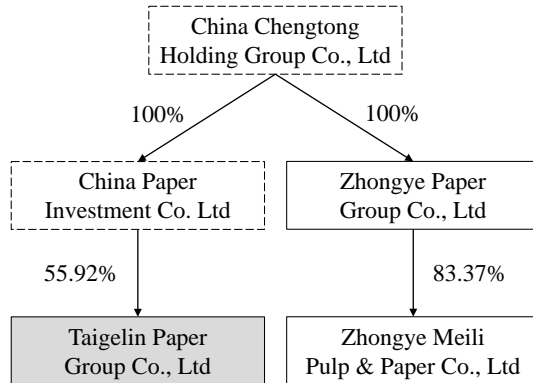 China Chengtong
Holding Group Co., Ltd
100%
100%
China Paper
Investment Co. Ltd
Zhongye Paper
Group Co., Ltd
55.92%
83.37%
Taigelin Paper
Group Co., Ltd
Zhongye Meili
Pulp & Paper Co., Ltd